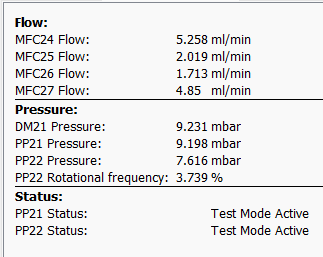 Flow:
MFC24 Flow: 5.258 ml/min
MFC25 Flow: 2.019 ml/min
MFC26 Flow: 1.713 ml/min
MFC27 Flow: 4.85 ml/min
Pressure:
DM21 Pressure: 9.231 mbar
PP21 Pressure: 9.198 mbar
PP22 Pressure: 7.616 mbar
PP22 Rotational frequency: 3.739 %
Status:
PP21 Status: Test Mode Active
PP22 Status: Test Mode Active